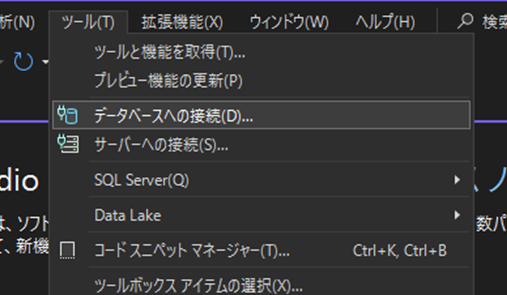 析(N) ツール(T) 拡張機能(X) ウィンドウ(W) ヘルプ(H) 検索
ツールと機能を取得(T)...
プレビュー機能の更新(P)
データベースへの接続(D)...
サーバーへの接続(S)...
dio SQL Server(Q) ノ
Data Lake
は、ソフト 数パ
コード スニペット マネージャー(T)... Ctrl+K, Ctrl+B
て、新機
ツールボックス アイテムの選択(X)...